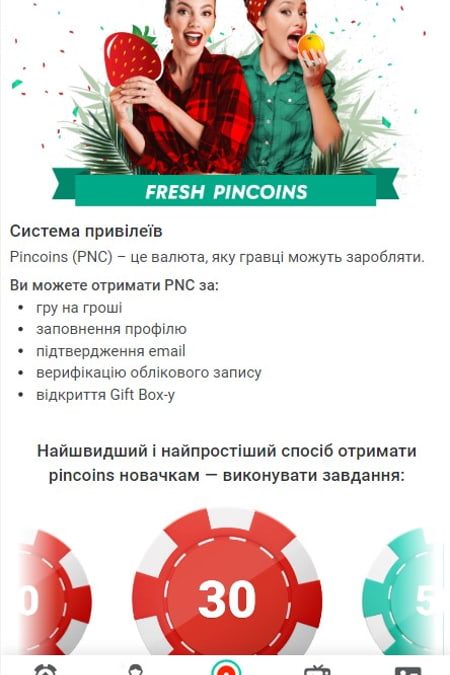 FRESH PINCOINS
Система привілеїв
Pincoins (PNC) – це валюта, яку гравці можуть заробляти.
Ви можете отримати PNC за:
• гру на гроші
• заповнення профілю
• підтвердження email
• верифікацію облікового запису
• відкриття Gift Box-у
Найшвидший і найпростіший спосіб отримати
pincoins новачкам — виконувати завдання:
30